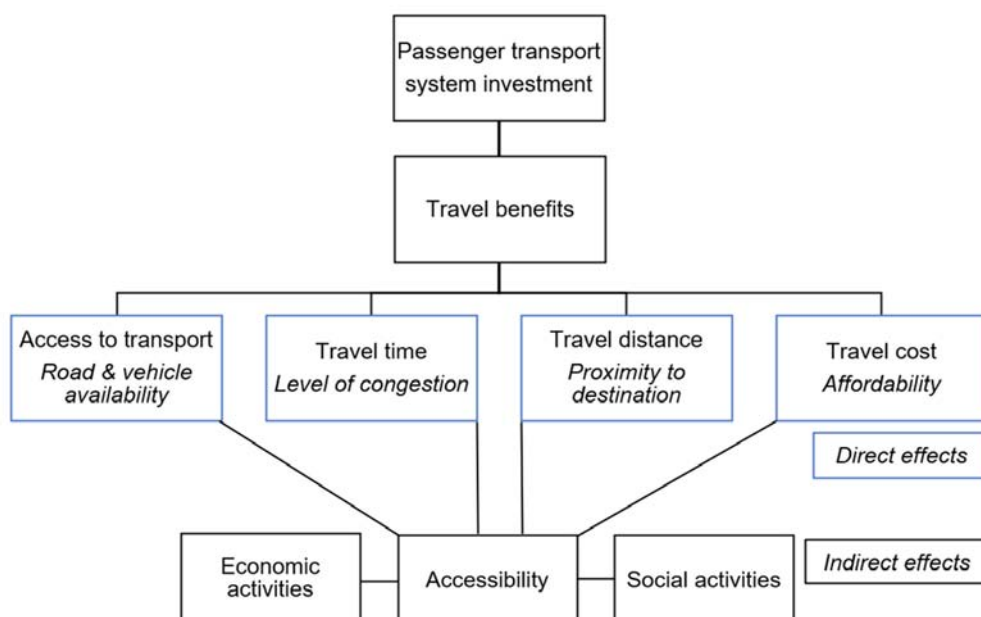 Passenger transport
system investment
Travel benefits
Access to transport
Road & vehicle
availability
Travel time
Level of congestion
Travel distance
Proximity to
destination
Travel cost
Affordability
Direct effects
Economic
activities
Accessibility
Social activities
Indirect effects